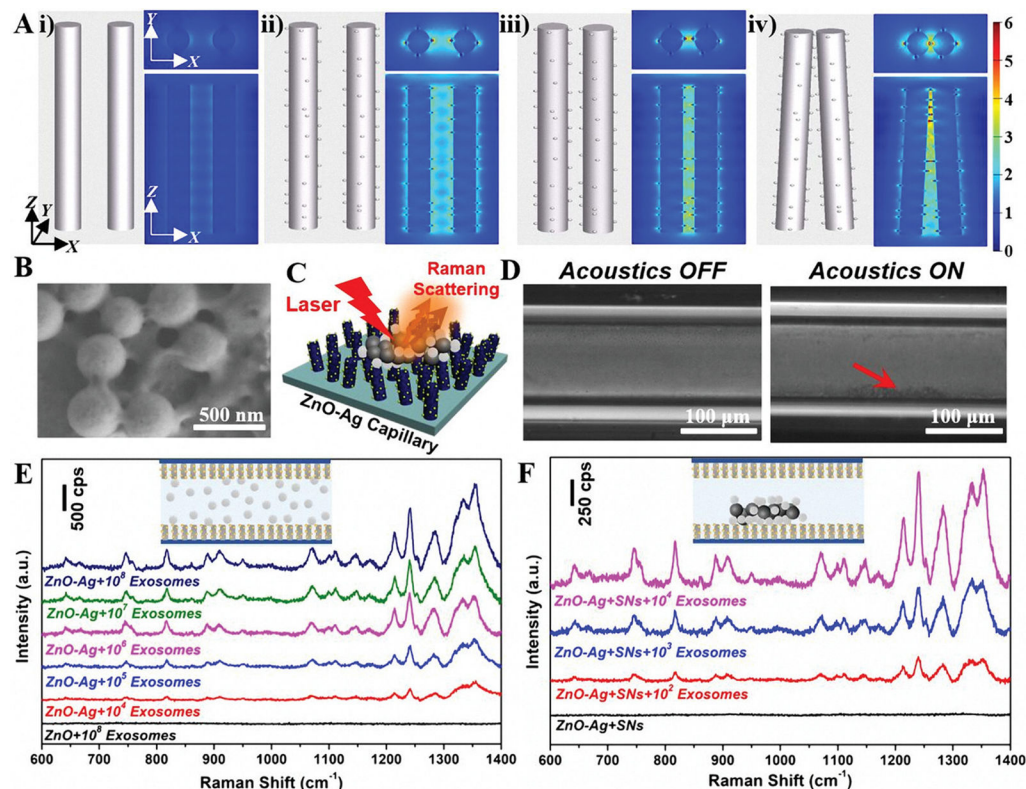 A i)
ii)
iii)
iv)
Y
X
Z
X
Z
Y
X
6
5
4
3
2
1
0
B
500 nm
C
Laser
Raman
Scattering
ZnO-Ag Capillary
D
Acoustics OFF
100 µm
Acoustics ON
100 µm
E
500 cps
ZnO-Ag+10⁸ Exosomes
ZnO-Ag+10⁷ Exosomes
ZnO-Ag+10⁶ Exosomes
ZnO-Ag+10⁵ Exosomes
ZnO-Ag+10⁴ Exosomes
ZnO+10⁸ Exosomes
Intensity (a.u.)
600 700 800 900 1000 1100 1200 1300 1400
Raman Shift (cm⁻¹)
F
250 cps
ZnO-Ag+SNs+10⁴ Exosomes
ZnO-Ag+SNs+10³ Exosomes
ZnO-Ag+SNs+10² Exosomes
ZnO-Ag+SNs
Intensity (a.u.)
600 700 800 900 1000 1100 1200 1300 1400
Raman Shift (cm⁻¹)